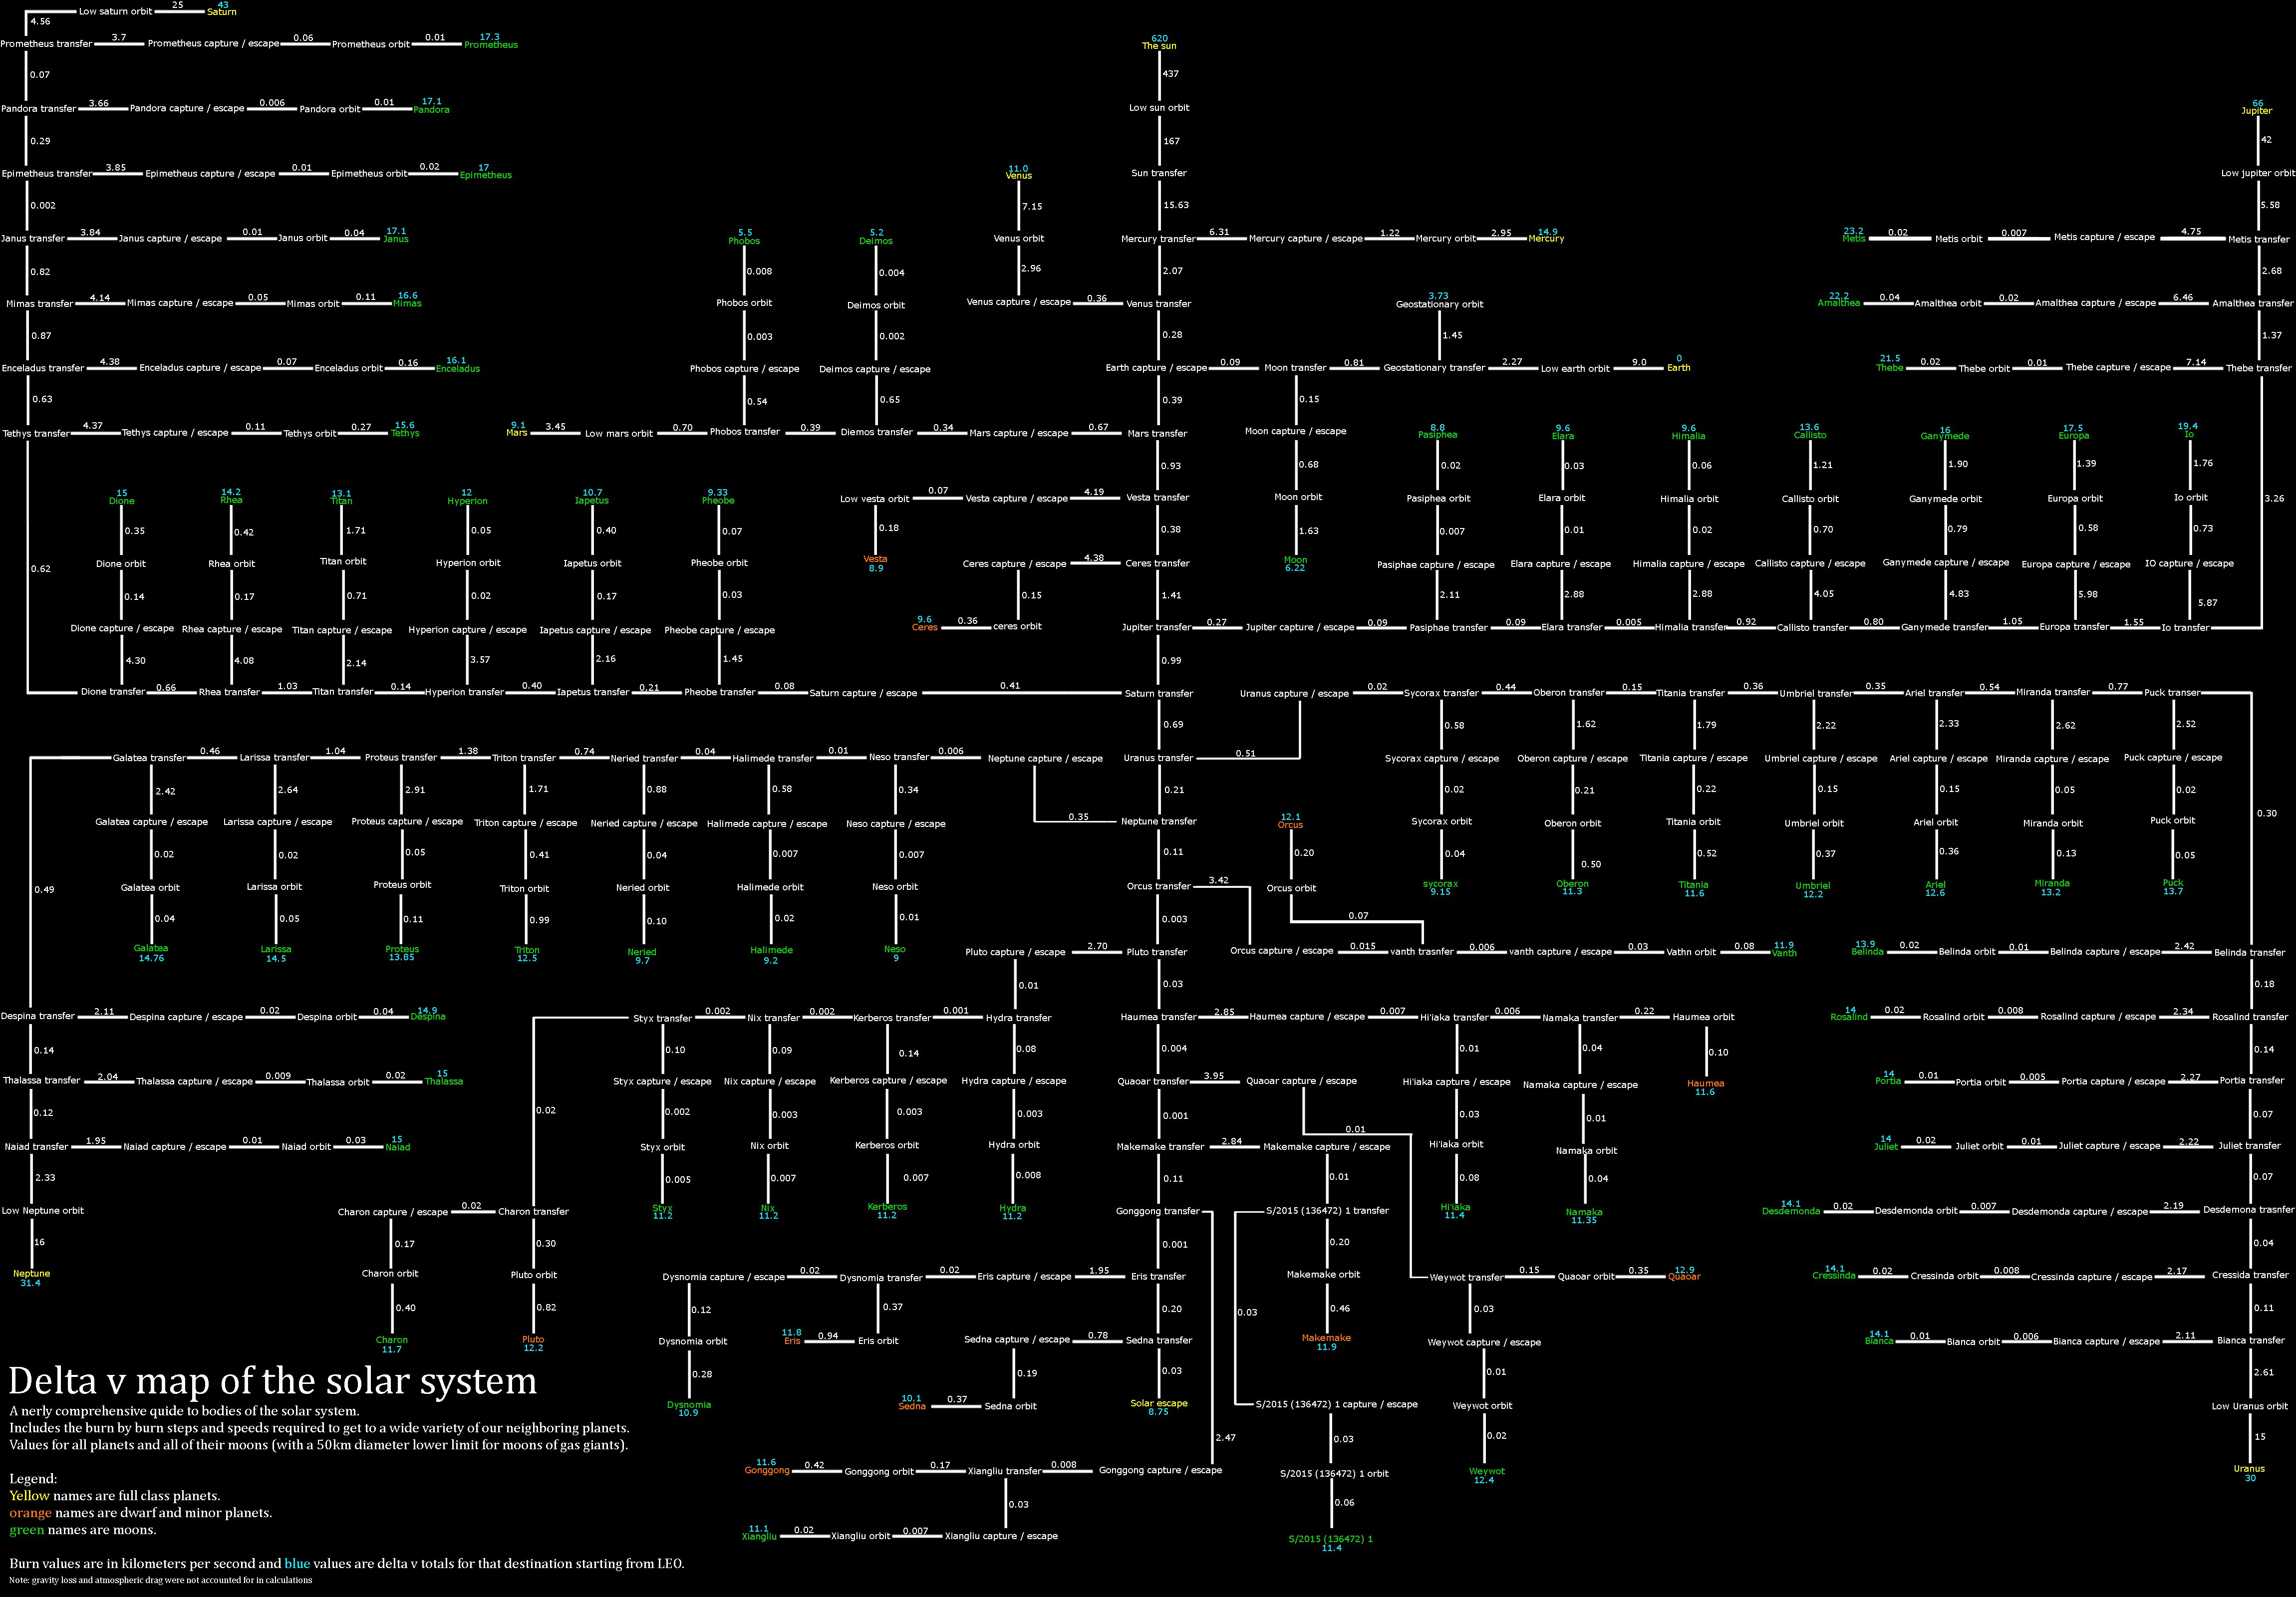 Low saturn orbit 25 43 Saturn
4.56
Prometheus transfer 3.7 Prometheus capture / escape 0.06 Prometheus orbit 0.01 17.3 Prometheus
620
The sun
0.07
437
Pandora transfer 3.66 Pandora capture / escape 0.006 Pandora orbit 0.01 17.1 Pandora
Low sun orbit
66
Jupiter
0.29
167
42
Epimetheus transfer 3.85 Epimetheus capture / escape 0.01 Epimetheus orbit 0.02 17 Epimetheus
11.0
Venus
Sun transfer
Low jupiter orbit
0.002
7.15
15.63
5.58
Janus transfer 3.84 Janus capture / escape 0.01 Janus orbit 0.04 17.1 Janus
5.5
Phobos
5.2
Deimos
Venus orbit
Mercury transfer 6.31 Mercury capture / escape 1.22 Mercury orbit 2.95 14.9 Mercury
23.2 Metis 0.02 Metis orbit 0.007 Metis capture / escape 4.75 Metis transfer
0.82
0.008
0.004
2.96
2.07
2.68
Mimas transfer 4.14 Mimas capture / escape 0.05 Mimas orbit 0.11 16.6 Mimas
Phobos orbit
Deimos orbit
Venus capture / escape 0.36 Venus transfer
3.73
Geostationary orbit
22.2 Amalthea 0.04 Amalthea orbit 0.02 Amalthea capture / escape 6.46 Amalthea transfer
0.87
0.003
0.002
0.28
1.45
1.37
Enceladus transfer 4.38 Enceladus capture / escape 0.07 Enceladus orbit 0.16 16.1 Enceladus
Phobos capture / escape
Deimos capture / escape
Earth capture / escape 0.09 Moon transfer 0.81 Geostationary transfer 2.27 Low earth orbit 9.0 0 Earth
21.5 Thebe 0.02 Thebe orbit 0.01 Thebe capture / escape 7.14 Thebe transfer
0.63
0.54
0.65
0.39
0.15
Tethys transfer 4.37 Tethys capture / escape 0.11 Tethys orbit 0.27 15.6 Tethys
9.1 Mars 3.45 Low mars orbit 0.70 Phobos transfer 0.39 Diemos transfer 0.34 Mars capture / escape 0.67 Mars transfer
Moon capture / escape
8.8 9.6 9.6 13.6 16 17.5 19.4
Pasiphea Elara Himalia Callisto Ganymede Europa Io
0.93
0.68
0.02 0.03 0.06 1.21 1.90 1.39 1.76
15 14.2 13.1 12 10.7 9.33
Dione Rhea Titan Hyperion Iapetus Pheobe
Low vesta orbit 0.07 Vesta capture / escape 4.19 Vesta transfer
Moon orbit
Pasiphea orbit Elara orbit Himalia orbit Callisto orbit Ganymede orbit Europa orbit Io orbit
3.26
0.35 0.42 1.71 0.05 0.40 0.07
0.18
0.38
1.63
0.007 0.01 0.02 0.70 0.79 0.58 0.73
0.62
Dione orbit Rhea orbit Titan orbit Hyperion orbit Iapetus orbit Pheobe orbit
Vesta
8.9
Ceres capture / escape 4.38 Ceres transfer
Moon
6.22
Pasiphae capture / escape Elara capture / escape Himalia capture / escape Callisto capture / escape Ganymede capture / escape Europa capture / escape IO capture / escape
0.14 0.17 0.71 0.02 0.17 0.03
0.15
1.41
2.11 2.88 2.88 4.05 4.83 5.98 5.87
Dione capture / escape Rhea capture / escape Titan capture / escape Hyperion capture / escape Iapetus capture / escape Pheobe capture / escape
9.6 Ceres 0.36 ceres orbit
Jupiter transfer 0.27 Jupiter capture / escape 0.09 Pasiphae transfer 0.09 Elara transfer 0.005 Himalia transfer 0.92 Callisto transfer 0.80 Ganymede transfer 1.05 Europa transfer 1.55 Io transfer
4.30 4.08 2.14 3.57 2.16 1.45
0.99
Dione transfer 0.66 Rhea transfer 1.03 Titan transfer 0.14 Hyperion transfer 0.40 Iapetus transfer 0.21 Pheobe transfer 0.08 Saturn capture / escape 0.41 Saturn transfer
Uranus capture / escape 0.02 Sycorax transfer 0.44 Oberon transfer 0.15 Titania transfer 0.36 Umbriel transfer 0.35 Ariel transfer 0.54 Miranda transfer 0.77 Puck transer
0.69
0.58 1.62 1.79 2.22 2.33 2.62 2.52
Galatea transfer 0.46 Larissa transfer 1.04 Proteus transfer 1.38 Triton transfer 0.74 Neried transfer 0.04 Halimede transfer 0.01 Neso transfer 0.006 Neptune capture / escape
Uranus transfer 0.51
Sycorax capture / escape Oberon capture / escape Titania capture / escape Umbriel capture / escape Ariel capture / escape Miranda capture / escape Puck capture / escape
2.42 2.64 2.91 1.71 0.88 0.58 0.34
0.21
0.02 0.21 0.22 0.15 0.15 0.05 0.02
0.30
Galatea capture / escape Larissa capture / escape Proteus capture / escape Triton capture / escape Neried capture / escape Halimede capture / escape Neso capture / escape
0.35 Neptune transfer
12.1
Orcus
Sycorax orbit Oberon orbit Titania orbit Umbriel orbit Ariel orbit Miranda orbit Puck orbit
0.49
0.02 0.02 0.05 0.41 0.04 0.007 0.007
0.11
0.20
0.04 0.50 0.52 0.37 0.36 0.13 0.05
Galatea orbit Larissa orbit Proteus orbit Triton orbit Neried orbit Halimede orbit Neso orbit
Orcus transfer 3.42
Orcus orbit
sycorax Oberon Titania Umbriel Ariel Miranda Puck
9.15 11.3 11.6 12.2 12.6 13.2 13.7
0.04 0.05 0.11 0.99 0.10 0.02 0.01
0.003
0.07
Galatea Larissa Proteus Triton Neried Halimede Neso
14.76 14.5 13.85 12.5 9.7 9.2 9
Pluto capture / escape 2.70 Pluto transfer
Orcus capture / escape 0.015 vanth trasnfer 0.006 vanth capture / escape 0.03 Vathn orbit 0.08 11.9 Vanth
13.9 Belinda 0.02 Belinda orbit 0.01 Belinda capture / escape 2.42 Belinda transfer
0.01
0.03
0.18
Despina transfer 2.11 Despina capture / escape 0.02 Despina orbit 0.04 14.9 Despina
Styx transfer 0.002 Nix transfer 0.002 Kerberos transfer 0.001 Hydra transfer
Haumea transfer 2.85 Haumea capture / escape 0.007 Hi'iaka transfer 0.006 Namaka transfer 0.22 Haumea orbit
14 Rosalind 0.02 Rosalind orbit 0.008 Rosalind capture / escape 2.34 Rosalind transfer
0.14
0.10 0.09 0.14 0.08
0.004
0.01 0.04 0.10
0.14
Thalassa transfer 2.04 Thalassa capture / escape 0.009 Thalassa orbit 0.02 15 Thalassa
Styx capture / escape Nix capture / escape Kerberos capture / escape Hydra capture / escape
Quaoar transfer 3.95 Quaoar capture / escape
Hi'iaka capture / escape Namaka capture / escape
Haumea
11.6
14 Portia 0.01 Portia orbit 0.005 Portia capture / escape 2.27 Portia transfer
0.12
0.02
0.002 0.003 0.003 0.003
0.001
0.01
0.03 0.01
0.07
Naiad transfer 1.95 Naiad capture / escape 0.01 Naiad orbit 0.03 15 Naiad
Styx orbit Nix orbit Kerberos orbit Hydra orbit
Makemake transfer 2.84 Makemake capture / escape
Hi'iaka orbit Namaka orbit
14 Juliet 0.02 Juliet orbit 0.01 Juliet capture / escape 2.22 Juliet transfer
2.33
0.005 0.007 0.007 0.008
0.11
0.01
0.08 0.04
0.07
Low Neptune orbit
Charon capture / escape 0.02 Charon transfer
Styx Nix Kerberos Hydra
11.2 11.2 11.2 11.2
Gonggong transfer
S/2015 (136472) 1 transfer
Hi'iaka Namaka
11.4 11.35
14.1 Desdemonda 0.02 Desdemonda orbit 0.007 Desdemonda capture / escape 2.19 Desdemona trasnfer
16
0.17
0.30
0.001
0.20
0.04
Neptune
31.4
Charon orbit
Pluto orbit
Dysnomia capture / escape 0.02 Dysnomia transfer 0.02 Eris capture / escape 1.95 Eris transfer
Makemake orbit
Weywot transfer 0.15 Quaoar orbit 0.35 12.9 Quaoar
14.1 Cressinda 0.02 Cressinda orbit 0.008 Cressinda capture / escape 2.17 Cressida transfer
0.40
0.82
0.12
0.37
0.20
0.03
0.46
0.03
0.11
Charon
11.7
Pluto
12.2
Dysnomia orbit
11.8 Eris 0.94 Eris orbit
Sedna capture / escape 0.78 Sedna transfer
Makemake
11.9
Weywot capture / escape
14.1 Bianca 0.01 Bianca orbit 0.006 Bianca capture / escape 2.11 Bianca transfer
0.28
0.19
0.03
0.01
2.61
Dysnomia
10.9
10.1 Sedna 0.37 Sedna orbit
Solar escape
8.75
S/2015 (136472) 1 capture / escape
Weywot orbit
Low Uranus orbit
2.47
0.03
0.02
15
11.6 Gonggong 0.42 Gonggong orbit 0.17 Xiangliu transfer 0.008 Gonggong capture / escape
S/2015 (136472) 1 orbit
Weywot
12.4
Uranus
30
0.03
0.06
11.1 Xiangliu 0.02 Xiangliu orbit 0.007 Xiangliu capture / escape
S/2015 (136472) 1
11.4
Delta v map of the solar system
A nerly comprehensive quide to bodies of the solar system.
Includes the burn by burn steps and speeds required to get to a wide variety of our neighboring planets.
Values for all planets and all of their moons (with a 50km diameter lower limit for moons of gas giants).
Legend:
Yellow names are full class planets.
orange names are dwarf and minor planets.
green names are moons.
Burn values are in kilometers per second and blue values are delta v totals for that destination starting from LEO.
Note: gravity loss and atmospheric drag were not accounted for in calculations